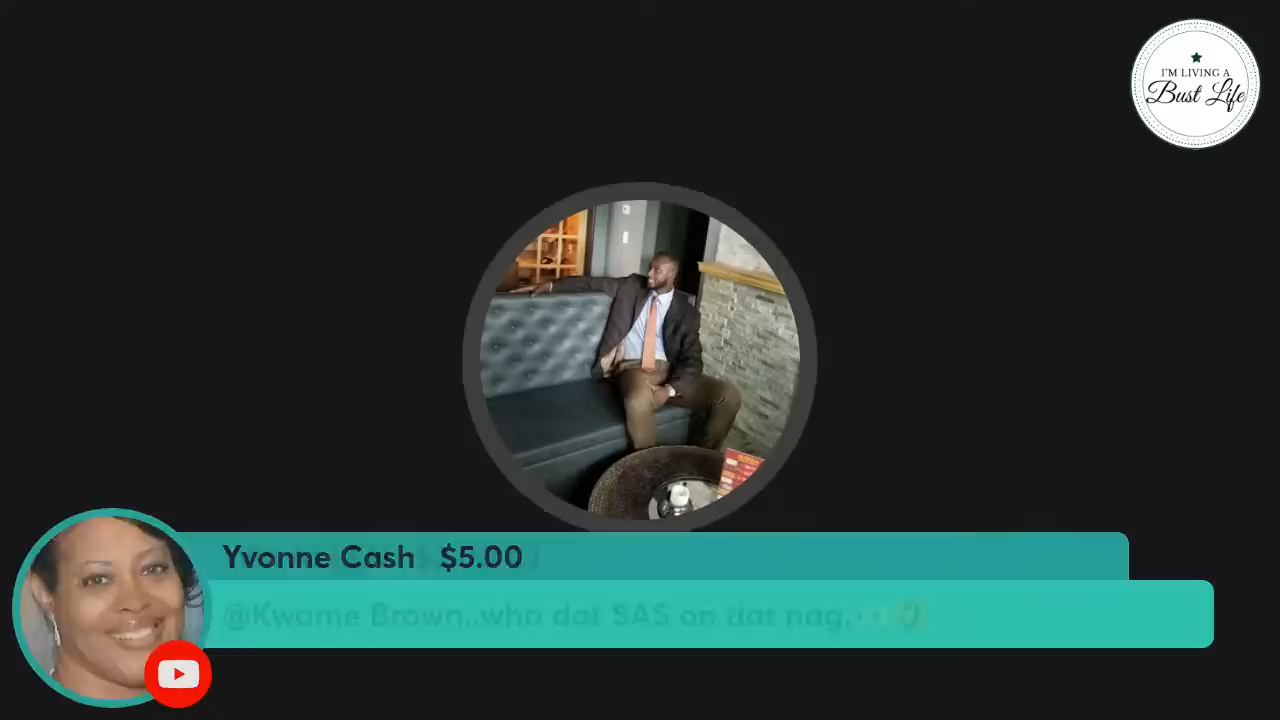 I'M LIVING A
Bust Life
Yvonne Cash $5.00
@Kwame Brown..who dat SAS on dat nag.